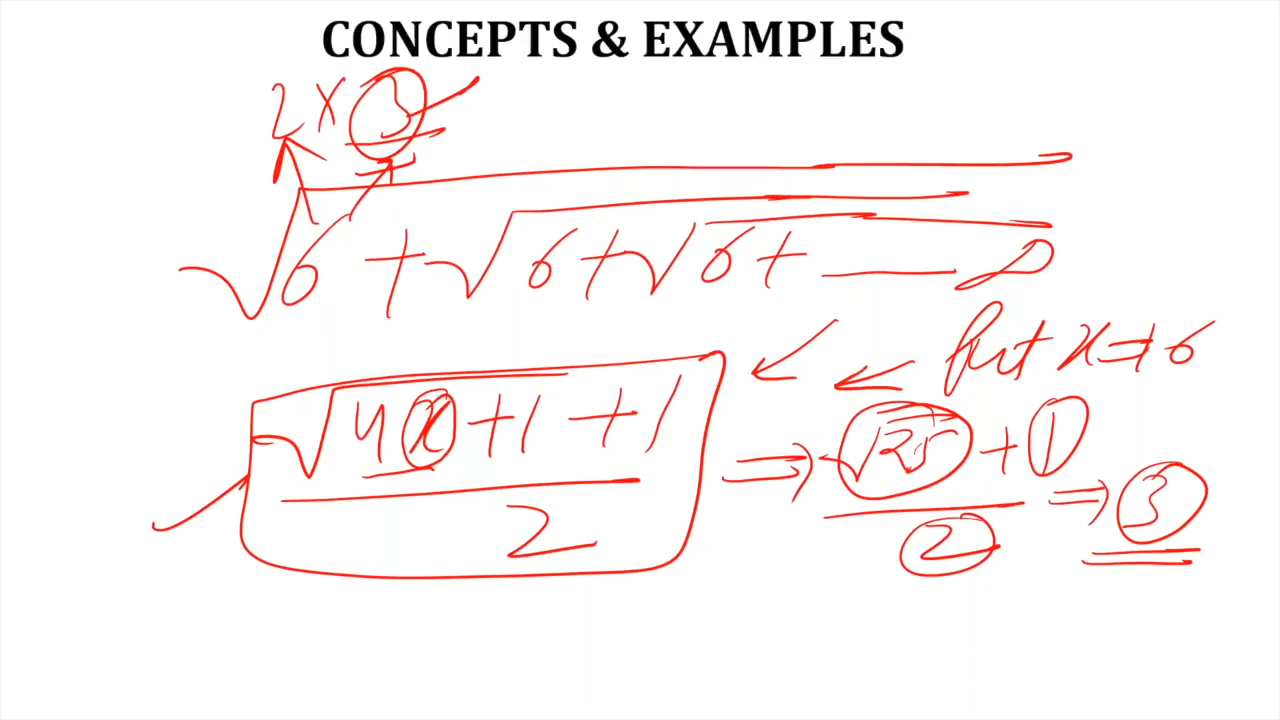 CONCEPTS & EXAMPLES
2 × 3
√6 + √6 + √6 + — ∞
put x = 6
√4x + 1 + 1 ⇒ √25 + 1 ⇒ 3
2 2